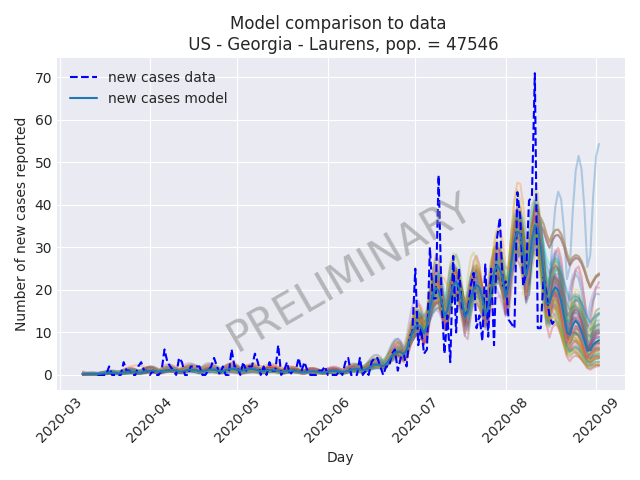 Model comparison to data
US - Georgia - Laurens, pop. = 47546
new cases data
new cases model
PRELIMINARY
Number of new cases reported
70
60
50
40
30
20
10
0
2020-03
2020-04
2020-05
2020-06
2020-07
2020-08
2020-09
Day